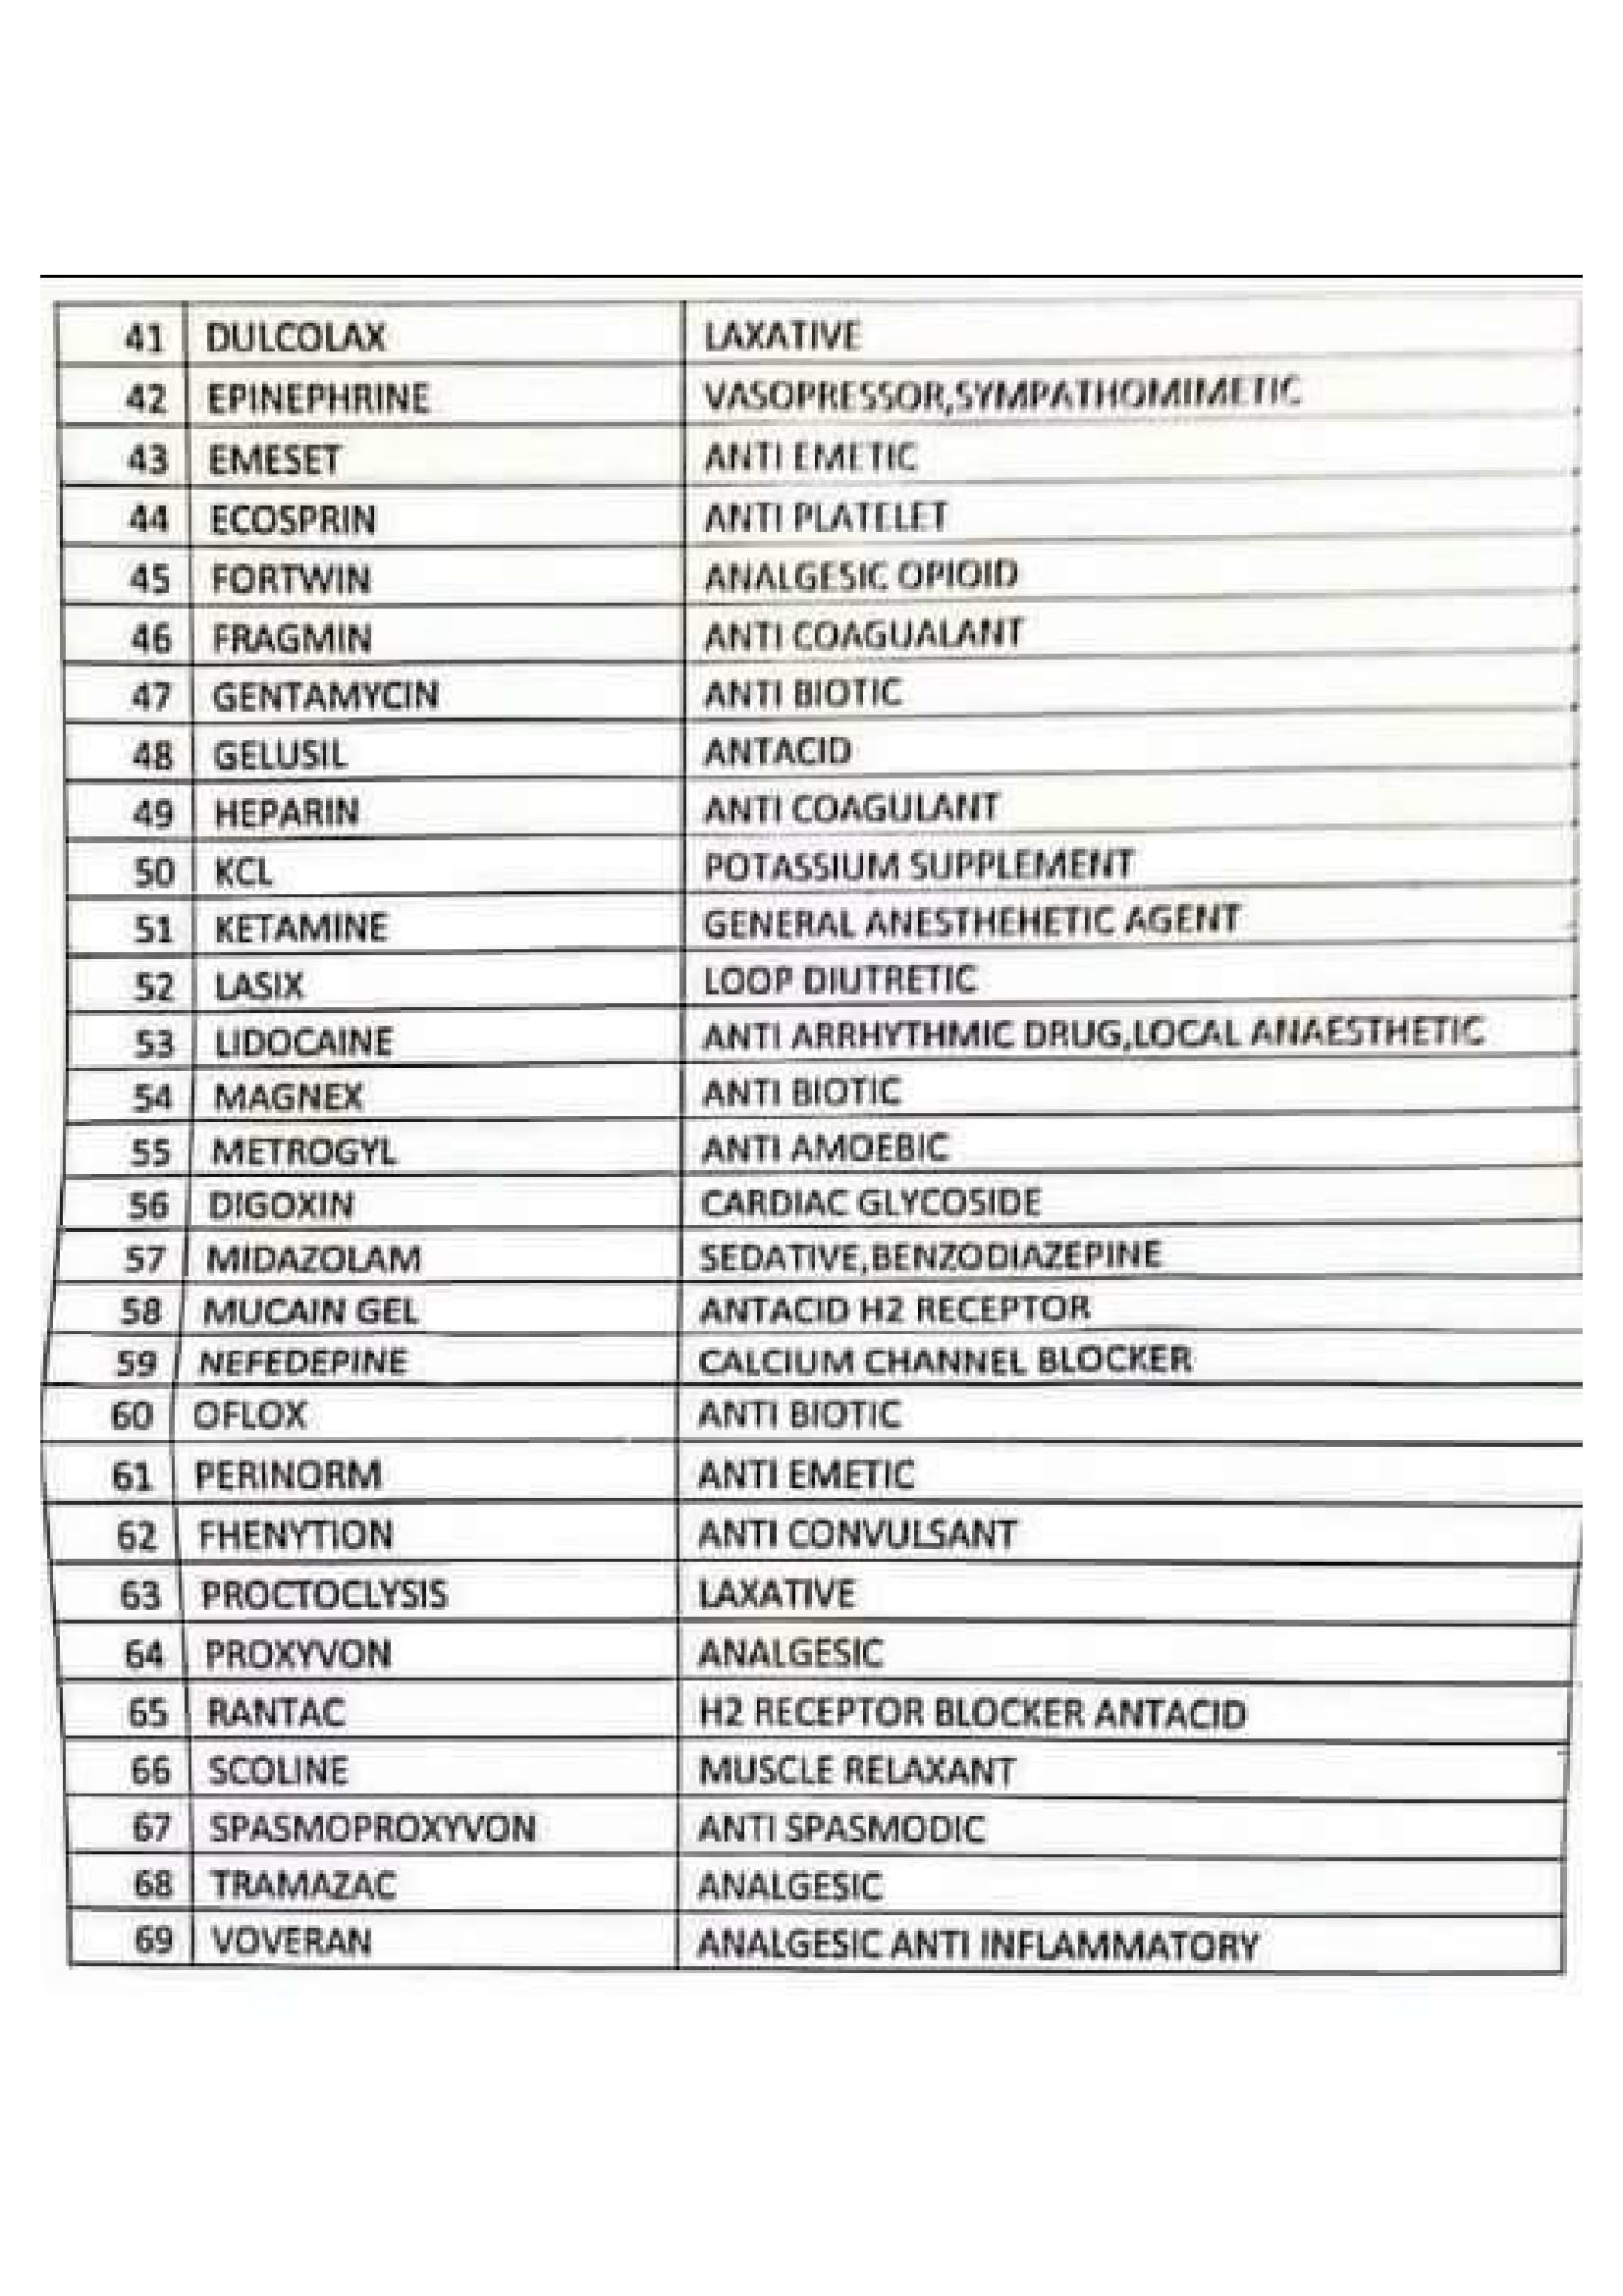 41 DULCOLAX LAXATIVE
42 EPINEPHRINE VASOPRESSOR,SYMPATHOMIMETIC
43 EMESET ANTI EMETIC
44 ECOSPRIN ANTI PLATELET
45 FORTWIN ANALGESIC OPIOID
46 FRAGMIN ANTI COAGUALANT
47 GENTAMYCIN ANTI BIOTIC
48 GELUSIL ANTACID
49 HEPARIN ANTI COAGULANT
50 KCL POTASSIUM SUPPLEMENT
51 KETAMINE GENERAL ANESTHEHETIC AGENT
52 LASIX LOOP DIUTRETIC
53 LIDOCAINE ANTI ARRHYTHMIC DRUG,LOCAL ANAESTHETIC
54 MAGNEX ANTI BIOTIC
55 METROGYL ANTI AMOEBIC
56 DIGOXIN CARDIAC GLYCOSIDE
57 MIDAZOLAM SEDATIVE,BENZODIAZEPINE
58 MUCAIN GEL ANTACID H2 RECEPTOR
59 NEFEDEPINE CALCIUM CHANNEL BLOCKER
60 OFLOX ANTI BIOTIC
61 PERINORM ANTI EMETIC
62 FHENYTION ANTI CONVULSANT
63 PROCTOCLYSIS LAXATIVE
64 PROXYVON ANALGESIC
65 RANTAC H2 RECEPTOR BLOCKER ANTACID
66 SCOLINE MUSCLE RELAXANT
67 SPASMOPROXYVON ANTI SPASMODIC
68 TRAMAZAC ANALGESIC
69 VOVERAN ANALGESIC ANTI INFLAMMATORY